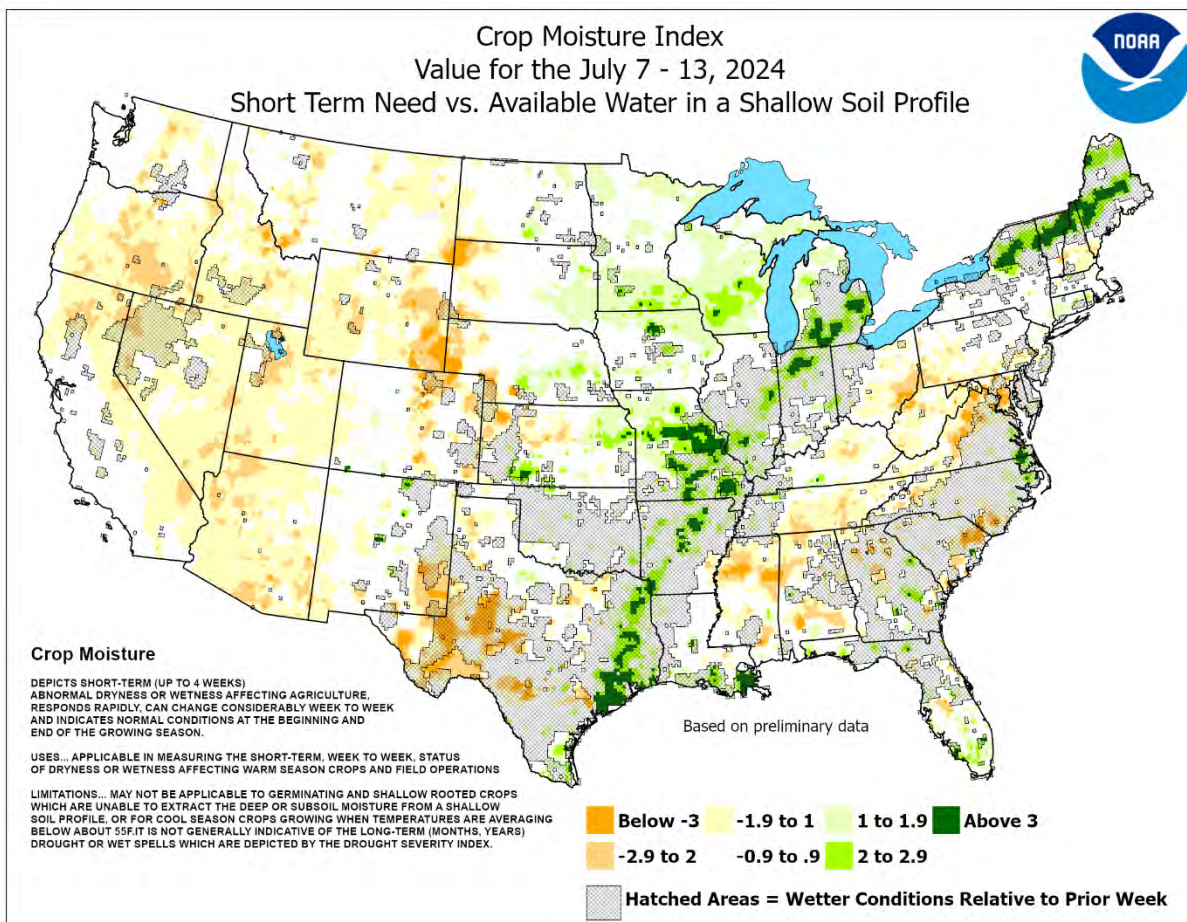 Crop Moisture Index
Value for the July 7 - 13, 2024
Short Term Need vs. Available Water in a Shallow Soil Profile
NOAA
Crop Moisture
DEPICTS SHORT-TERM (UP TO 4 WEEKS)
ABNORMAL DRYNESS OR WETNESS AFFECTING AGRICULTURE,
RESPONDS RAPIDLY, CAN CHANGE CONSIDERABLY WEEK TO WEEK
AND INDICATES NORMAL CONDITIONS AT THE BEGINNING AND
END OF THE GROWING SEASON.
USES... APPLICABLE IN MEASURING THE SHORT-TERM, WEEK TO WEEK, STATUS
OF DRYNESS OR WETNESS AFFECTING WARM SEASON CROPS AND FIELD OPERATIONS
LIMITATIONS... MAY NOT BE APPLICABLE TO GERMINATING AND SHALLOW ROOTED CROPS
WHICH ARE UNABLE TO EXTRACT THE DEEP OR SUBSOIL MOISTURE FROM A SHALLOW
SOIL PROFILE, OR FOR COOL SEASON CROPS GROWING WHEN TEMPERATURES ARE AVERAGING
BELOW ABOUT 55F.IT IS NOT GENERALLY INDICATIVE OF THE LONG-TERM (MONTHS, YEARS)
DROUGHT OR WET SPELLS WHICH ARE DEPICTED BY THE DROUGHT SEVERITY INDEX.
Based on preliminary data
Below -3 -1.9 to 1 1 to 1.9 Above 3
-2.9 to 2 -0.9 to .9 2 to 2.9
Hatched Areas = Wetter Conditions Relative to Prior Week